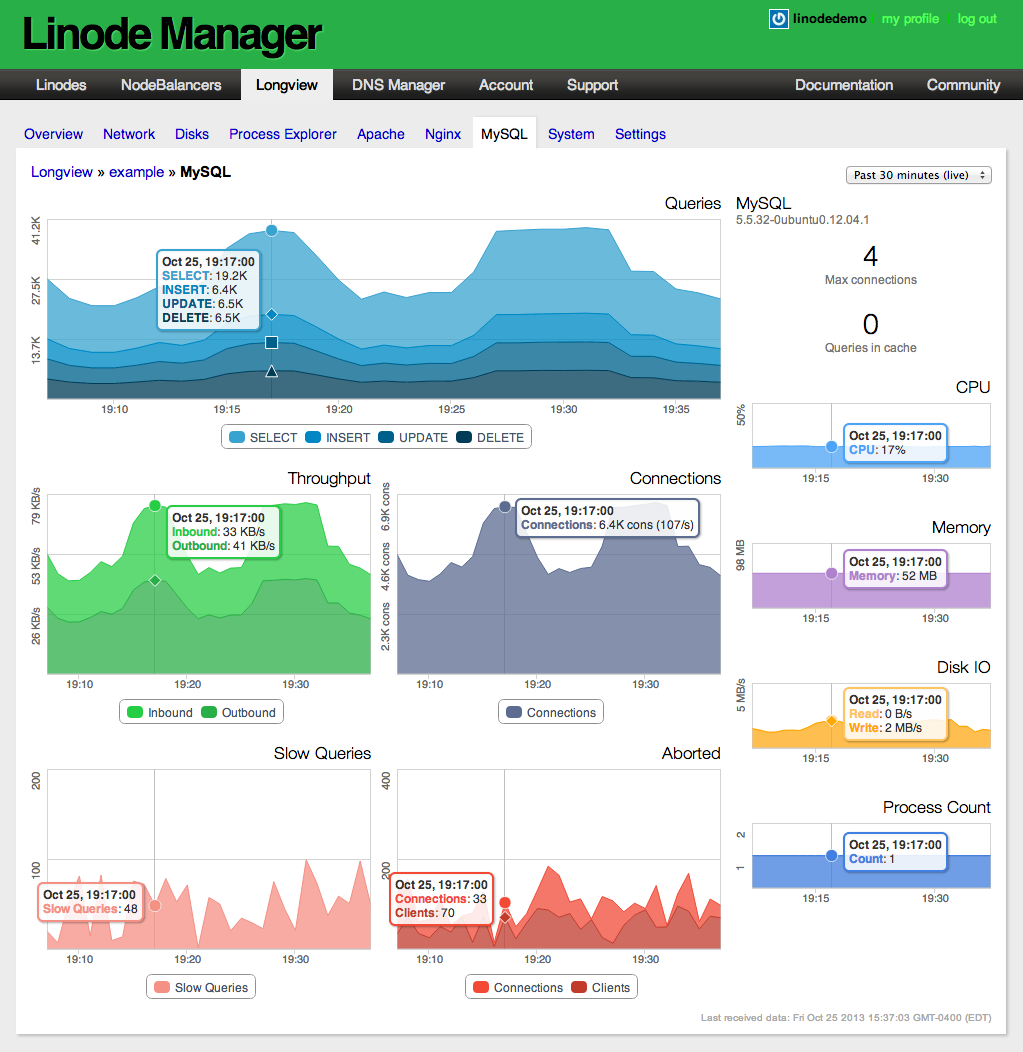 Linode Manager
linodedemo my profile log out
Linodes NodeBalancers Longview DNS Manager Account Support Documentation Community
Overview Network Disks Process Explorer Apache Nginx MySQL System Settings
Longview » example » MySQL
Past 30 minutes (live)
Queries
41.2K
27.5K
13.7K
Oct 25, 19:17:00
SELECT: 19.2K
INSERT: 6.4K
UPDATE: 6.5K
DELETE: 6.5K
19:10 19:15 19:20 19:25 19:30 19:35
SELECT INSERT UPDATE DELETE
MySQL
5.5.32-0ubuntu0.12.04.1
4
Max connections
0
Queries in cache
CPU
50%
Oct 25, 19:17:00
CPU: 17%
19:15 19:30
Throughput
79 KB/s
53 KB/s
26 KB/s
Oct 25, 19:17:00
Inbound: 33 KB/s
Outbound: 41 KB/s
19:10 19:20 19:30
Inbound Outbound
Connections
6.9K cons
4.6K cons
2.3K cons
Oct 25, 19:17:00
Connections: 6.4K cons (107/s)
19:10 19:20 19:30
Connections
Memory
98 MB
Oct 25, 19:17:00
Memory: 52 MB
19:15 19:30
Disk IO
5 MB/s
Oct 25, 19:17:00
Read: 0 B/s
Write: 2 MB/s
19:15 19:30
Slow Queries
200
100
Oct 25, 19:17:00
Slow Queries: 48
19:10 19:20 19:30
Slow Queries
Aborted
400
200
Oct 25, 19:17:00
Connections: 33
Clients: 70
19:10 19:20 19:30
Connections Clients
Process Count
2
1
Oct 25, 19:17:00
Count: 1
19:15 19:30
Last received data: Fri Oct 25 2013 15:37:03 GMT-0400 (EDT)